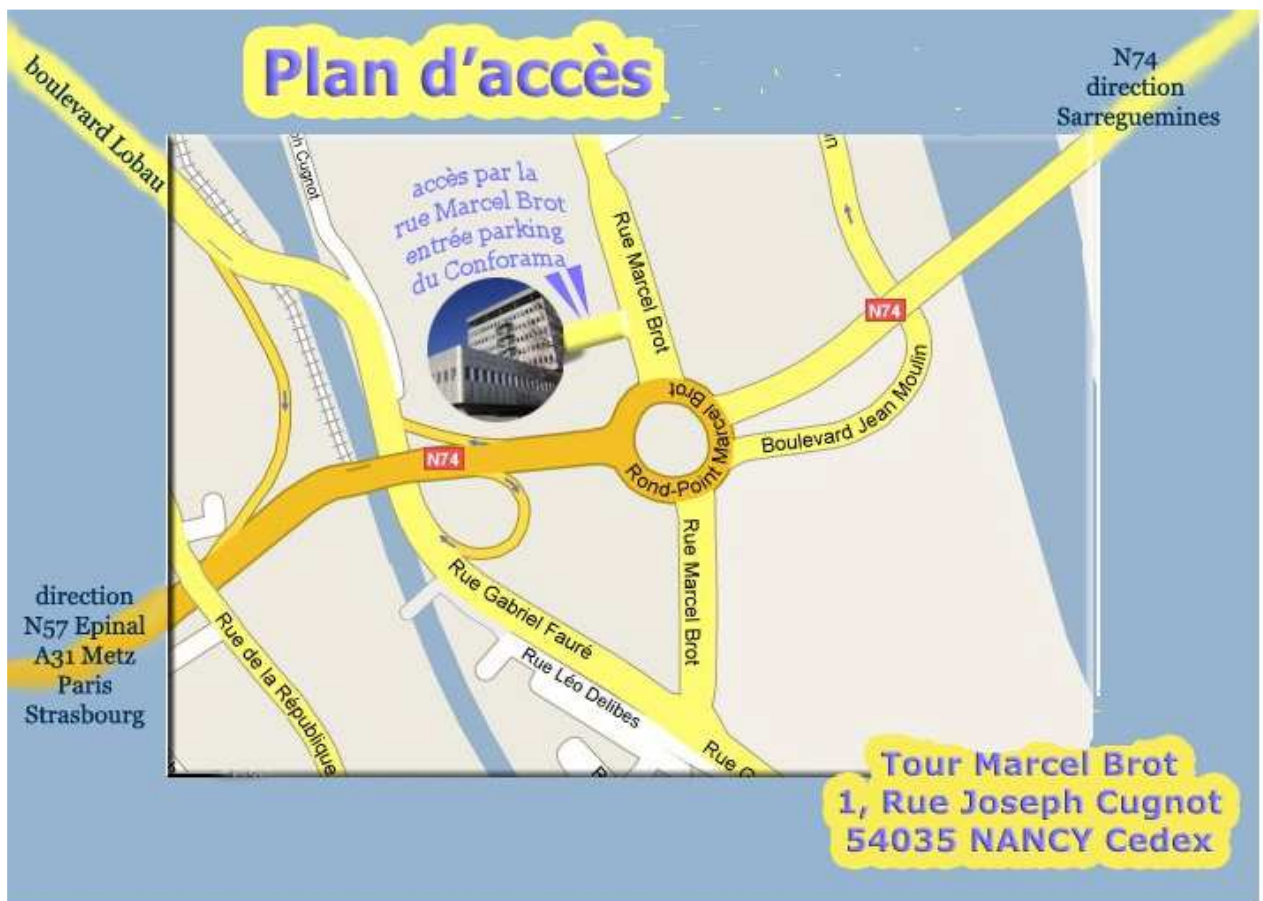 Plan d'accès
boulevard Lobau
N74
direction
Sarreguemines
ph Cugnot
accès par la
rue Marcel Brot
entrée parking
du Conforama
Rue Marcel Brot
N74
N74
Rond-Point Marcel Brot
Boulevard Jean Moulin
Rue Marcel Brot
Rue Gabriel Fauré
Rue Léo Delibes
Rue de la République
Rue G
direction
N57 Epinal
A31 Metz
Paris
Strasbourg
Tour Marcel Brot
1, Rue Joseph Cugnot
54035 NANCY Cedex